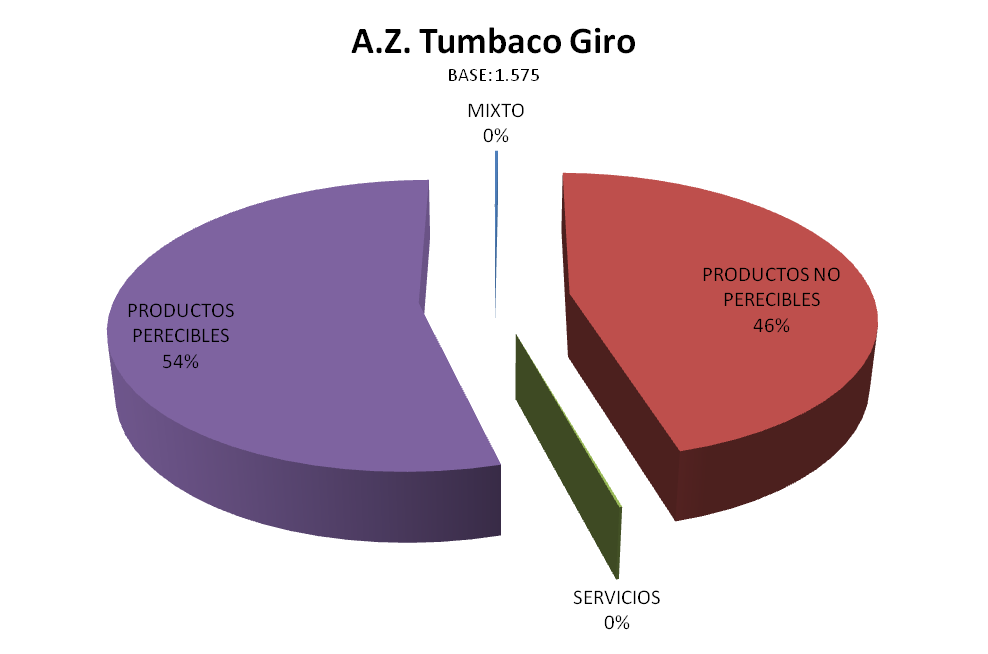 A.Z. Tumbaco Giro
BASE:1.575
MIXTO
0%
PRODUCTOS NO
PERECIBLES
46%
PRODUCTOS
PERECIBLES
54%
SERVICIOS
0%